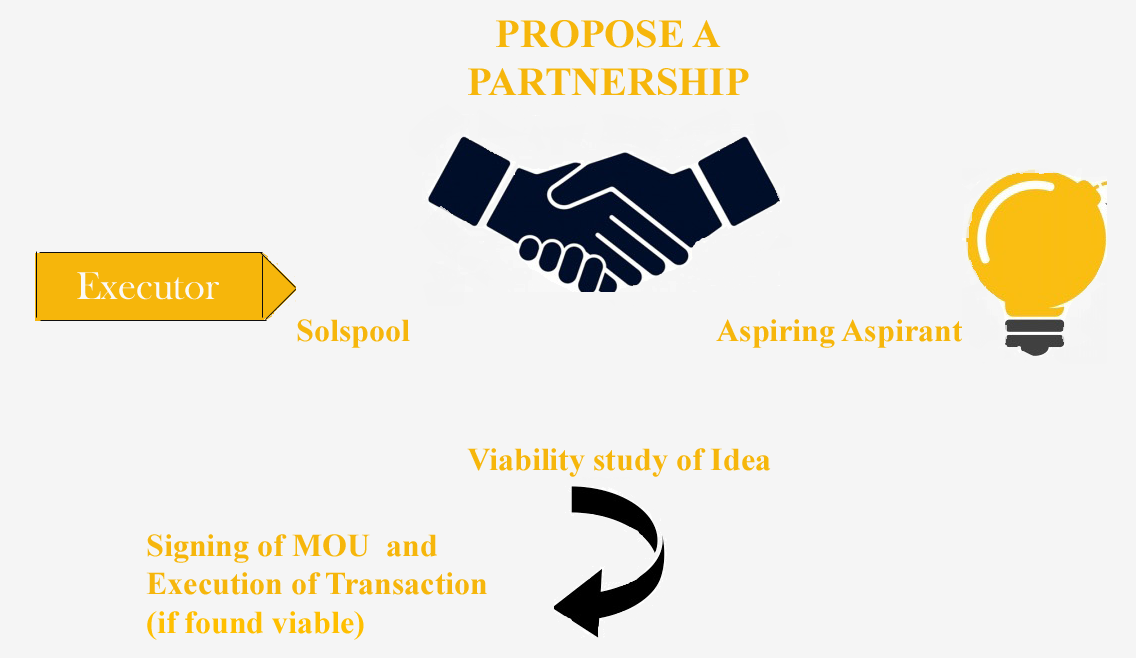 PROPOSE A
PARTNERSHIP
Executor
Solspool
Aspiring Aspirant
Viability study of Idea
Signing of MOU and
Execution of Transaction
(if found viable)